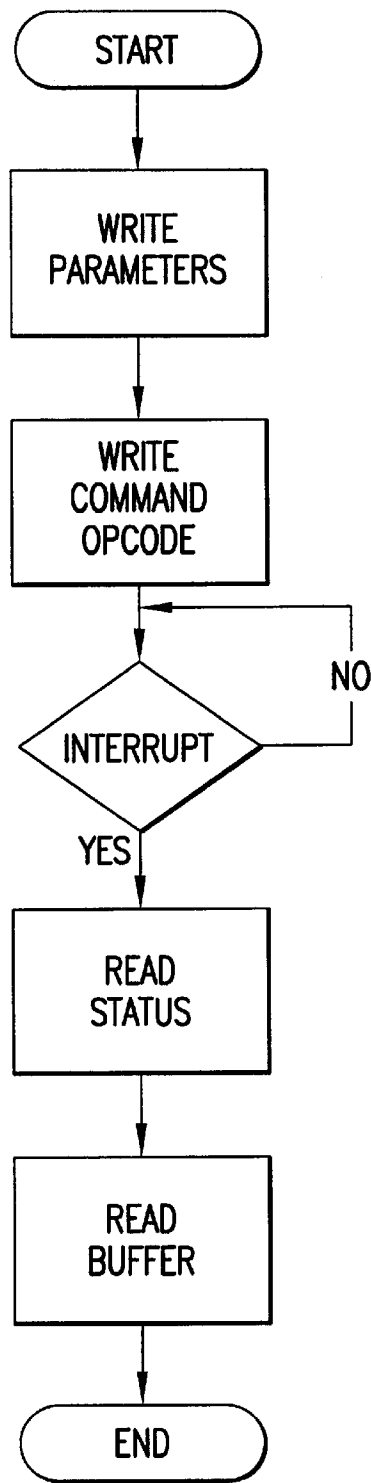 START
WRITE
PARAMETERS
WRITE
COMMAND
OPCODE
NO
INTERRUPT
YES
READ
STATUS
READ
BUFFER
END